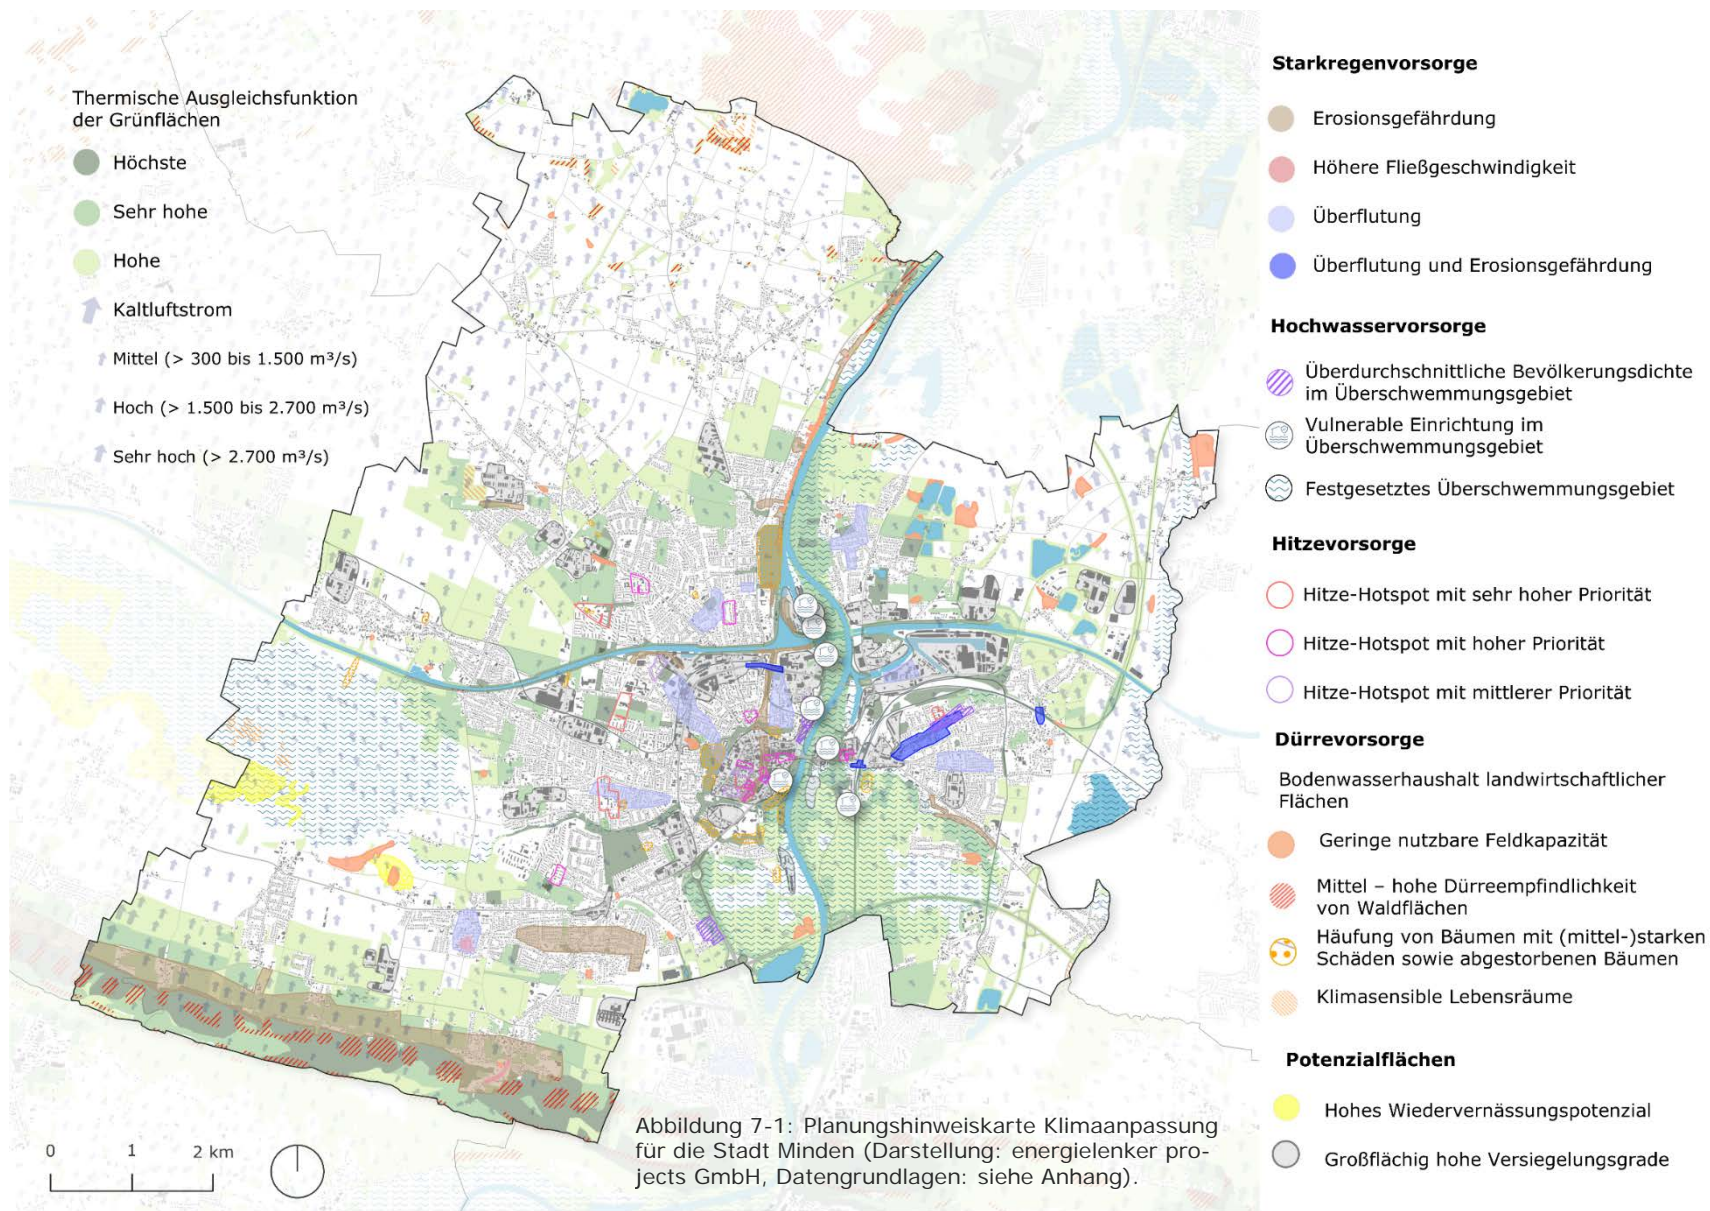 Thermische Ausgleichsfunktion
der Grünflächen
Höchste
Sehr hohe
Hohe
Kaltluftstrom
Mittel (> 300 bis 1.500 m³/s)
Hoch (> 1.500 bis 2.700 m³/s)
Sehr hoch (> 2.700 m³/s)
Starkregenvorsorge
Erosionsgefährdung
Höhere Fließgeschwindigkeit
Überflutung
Überflutung und Erosionsgefährdung
Hochwasservorsorge
Überdurchschnittliche Bevölkerungsdichte
im Überschwemmungsgebiet
Vulnerable Einrichtung im
Überschwemmungsgebiet
Festgesetztes Überschwemmungsgebiet
Hitzevorsorge
Hitze-Hotspot mit sehr hoher Priorität
Hitze-Hotspot mit hoher Priorität
Hitze-Hotspot mit mittlerer Priorität
Dürrevorsorge
Bodenwasserhaushalt landwirtschaftlicher
Flächen
Geringe nutzbare Feldkapazität
Mittel – hohe Dürreempfindlichkeit
von Waldflächen
Häufung von Bäumen mit (mittel-)starken
Schäden sowie abgestorbenen Bäumen
Klimasensible Lebensräume
Potenzialflächen
Hohes Wiedervernässungspotenzial
Großflächig hohe Versiegelungsgrade
0 1 2 km
Abbildung 7-1: Planungshinweiskarte Klimaanpassung
für die Stadt Minden (Darstellung: energielenker pro-
jects GmbH, Datengrundlagen: siehe Anhang).